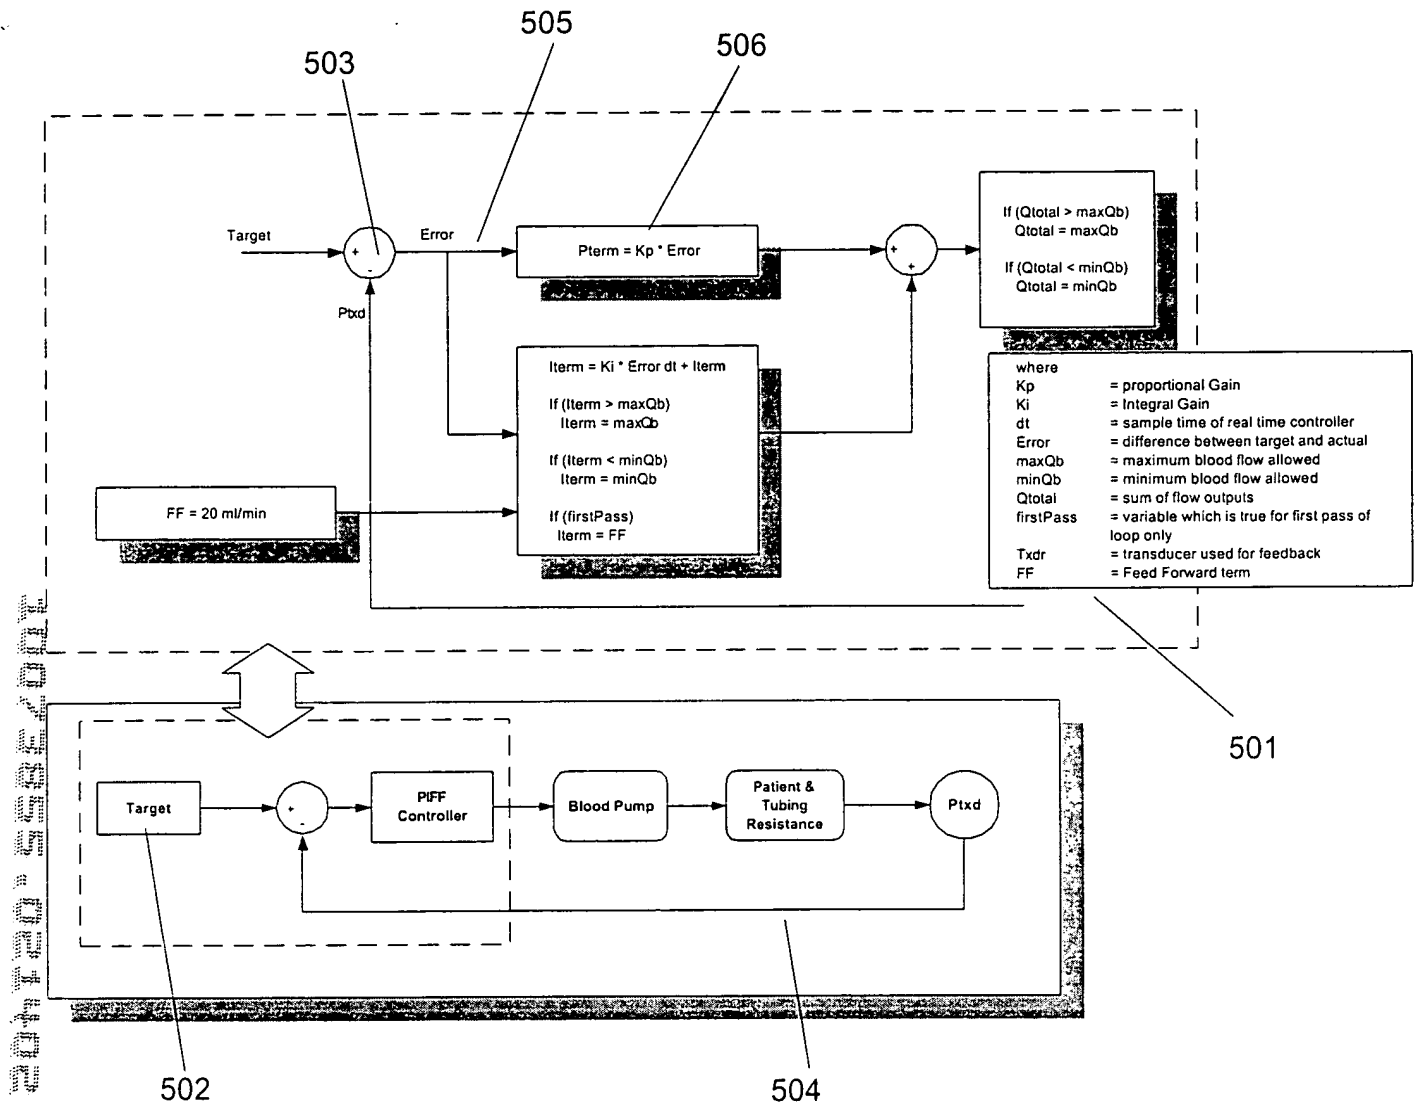 505
506
503
Target
+
-
Error
Ptxd
Pterm = Kp * Error
+
+
If (Qtotal > maxQb)
Qtotal = maxQb
If (Qtotal < minQb)
Qtotal = minQb
Iterm = Ki * Error dt + Iterm
If (Iterm > maxQb)
Iterm = maxQb
If (Iterm < minQb)
Iterm = minQb
If (firstPass)
Iterm = FF
FF = 20 ml/min
where
Kp = proportional Gain
Ki = Integral Gain
dt = sample time of real time controller
Error = difference between target and actual
maxQb = maximum blood flow allowed
minQb = minimum blood flow allowed
Qtotal = sum of flow outputs
firstPass = variable which is true for first pass of
loop only
Txdr = transducer used for feedback
FF = Feed Forward term
501
Target
+
-
PIFF
Controller
Blood Pump
Patient &
Tubing
Resistance
Ptxd
502
504